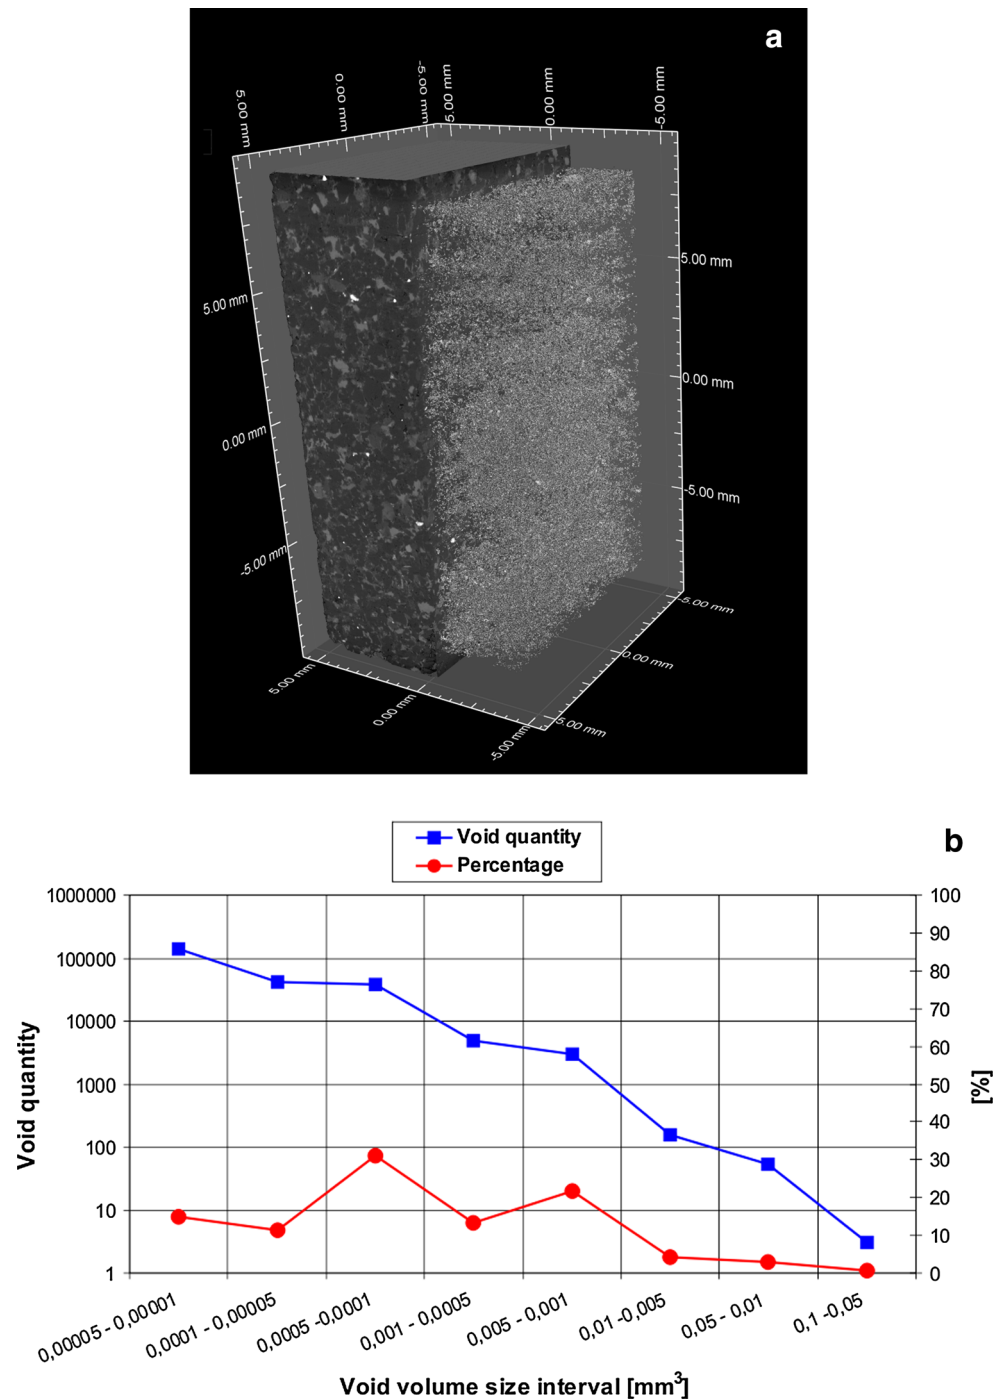 a
5.00 mm
0.00 mm
-5.00 mm
5.00 mm
0.00 mm
-5.00 mm
5.00 mm
0.00 mm
-5.00 mm
5.00 mm
0.00 mm
-5.00 mm
5.00 mm
0.00 mm
-5.00 mm
-5.00 mm
0.00 mm
5.00 mm
b
Void quantity
Percentage
1000000
100000
10000
1000
100
10
1
100
90
80
70
60
50
40
30
20
10
0
Void quantity
[%]
0,00005 - 0,00001
0,0001 - 0,00005
0,0005 -0,0001
0,001 - 0,0005
0,005 - 0,001
0,01 -0,005
0,05 - 0,01
0,1 -0,05
Void volume size interval [mm³]